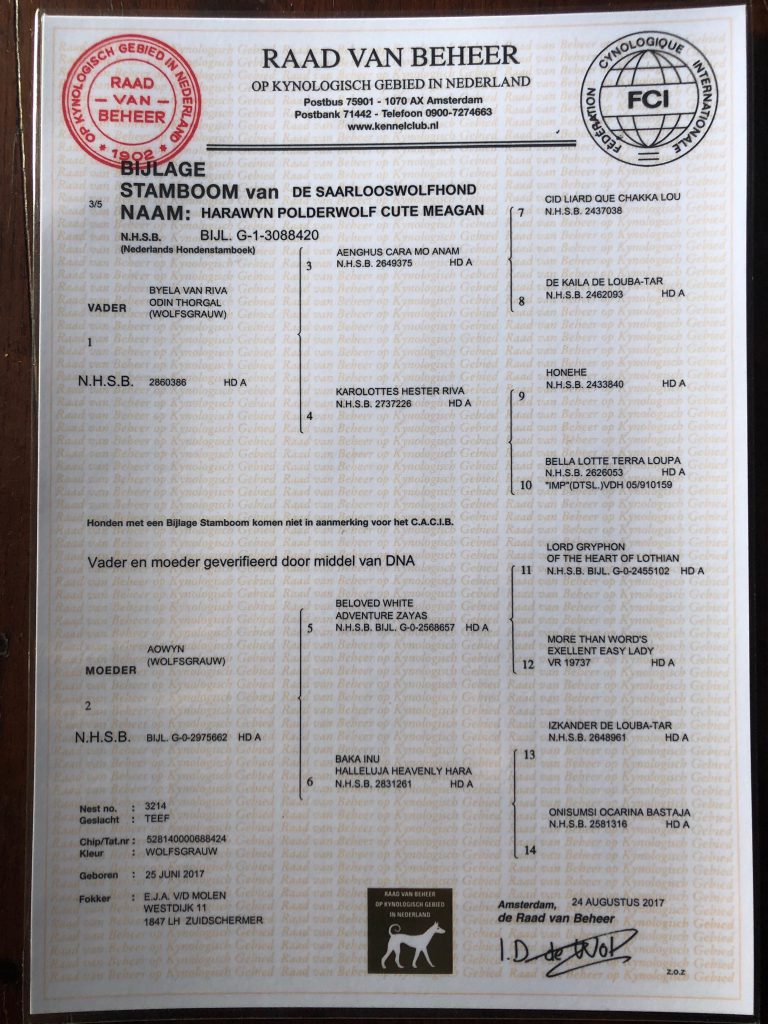 OP KYNOLOGISCH GEBIED IN NEDERLAND
RAAD
VAN
BEHEER
1902
RAAD VAN BEHEER
OP KYNOLOGISCH GEBIED IN NEDERLAND
Postbus 75901 - 1070 AX Amsterdam
Postbank 71442 - Telefoon 0900-7274663
www.kennelclub.nl
FÉDÉRATION CYNOLOGIQUE INTERNATIONALE
FCI
BIJLAGE
STAMBOOM van DE SAARLOOSWOLFHOND
3/5
NAAM: HARAWYN POLDERWOLF CUTE MEAGAN
N.H.S.B. BIJL. G-1-3088420
(Nederlands Hondenstamboek)
VADER
1
BYELA VAN RIVA
ODIN THORGAL
(WOLFSGRAUW)
N.H.S.B. 2860386 HD A
3
AENGHUS CARA MO ANAM
N.H.S.B. 2649375 HD A
4
KAROLOTTES HESTER RIVA
N.H.S.B. 2737226 HD A
7
CID LIARD QUE CHAKKA LOU
N.H.S.B. 2437038
8
DE KAILA DE LOUBA-TAR
N.H.S.B. 2462093 HD A
9
HONEHE
N.H.S.B. 2433840 HD A
10
BELLA LOTTE TERRA LOUPA
N.H.S.B. 2626053 HD A
"IMP"(DTSL.)VDH 05/910159
Honden met een Bijlage Stamboom komen niet in aanmerking voor het C.A.C.I.B.
Vader en moeder geverifieerd door middel van DNA
MOEDER
2
AOWYN
(WOLFSGRAUW)
N.H.S.B. BIJL. G-0-2975662 HD A
5
BELOVED WHITE
ADVENTURE ZAYAS
N.H.S.B. BIJL. G-0-2568657 HD A
6
BAKA INU
HALLELUJA HEAVENLY HARA
N.H.S.B. 2831261 HD A
11
LORD GRYPHON
OF THE HEART OF LOTHIAN
N.H.S.B. BIJL. G-0-2455102 HD A
12
MORE THAN WORD'S
EXELLENT EASY LADY
VR 19737 HD A
13
IZKANDER DE LOUBA-TAR
N.H.S.B. 2648961 HD A
14
ONISUMSI OCARINA BASTAJA
N.H.S.B. 2581316 HD A
Nest no. : 3214
Geslacht : TEEF
Chip/Tat.nr : 528140000688424
Kleur : WOLFSGRAUW
Geboren : 25 JUNI 2017
Fokker : E.J.A. V/D MOLEN
WESTDIJK 11
1847 LH ZUIDSCHERMER
RAAD VAN BEHEER
OP KYNOLOGISCH GEBIED
IN NEDERLAND
Amsterdam, 24 AUGUSTUS 2017
de Raad van Beheer
I.D. de Wol
z.o.z